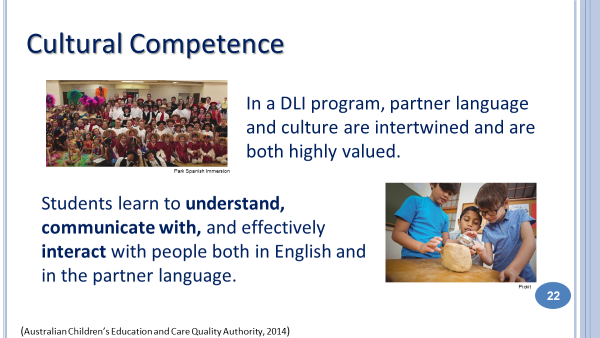 Cultural Competence
In a DLI program, partner language
and culture are intertwined and are
both highly valued.
Park Spanish Immersion
Students learn to understand,
communicate with, and effectively
interact with people both in English and
in the partner language.
22
(Australian Children's Education and Care Quality Authority, 2014)